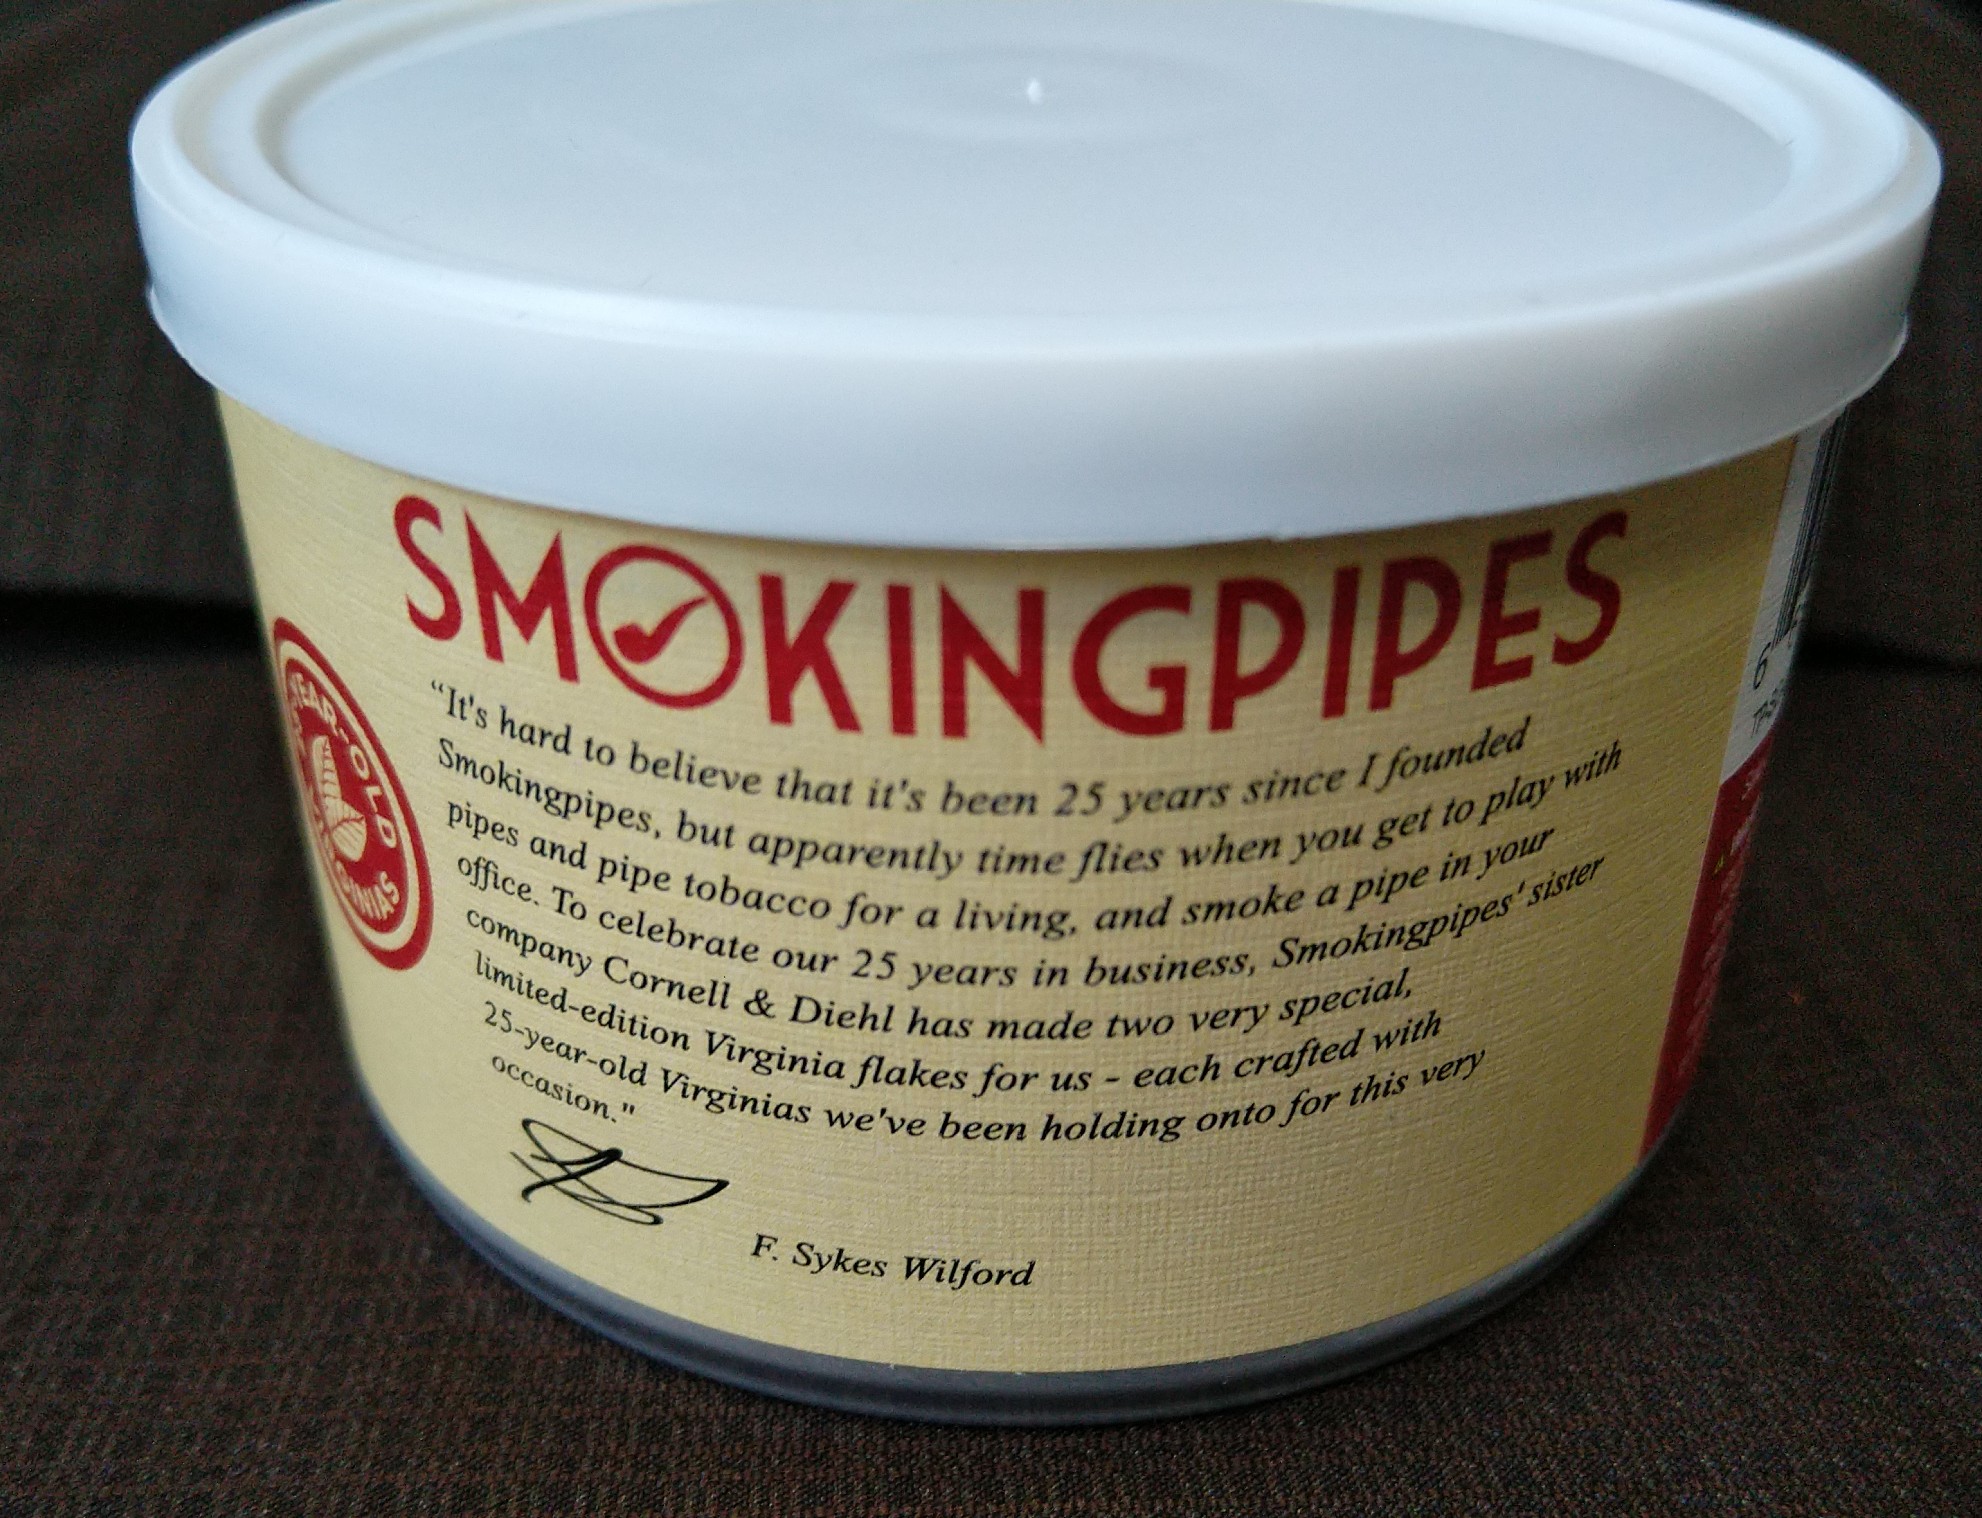 SMOKINGPIPES
"It's hard to believe that it's been 25 years since I founded
Smokingpipes, but apparently time flies when you get to play with
pipes and pipe tobacco for a living, and smoke a pipe in your
office. To celebrate our 25 years in business, Smokingpipes' sister
company Cornell & Diehl has made two very special,
limited-edition Virginia flakes for us - each crafted with
25-year-old Virginias we've been holding onto for this very
occasion."
F. Sykes Wilford
YEAR-OLD
6